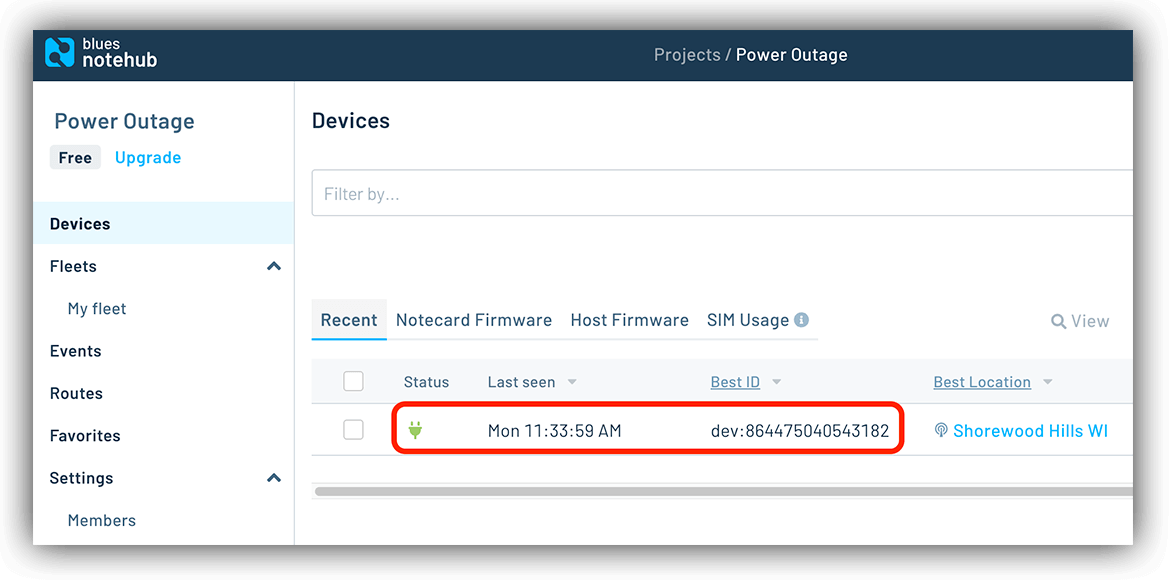 blues
notehub
Projects / Power Outage
Power Outage
Free Upgrade
Devices
Fleets
My fleet
Events
Routes
Favorites
Settings
Members
Devices
Filter by...
Recent Notecard Firmware Host Firmware SIM Usage View
Status Last seen Best ID Best Location
Mon 11:33:59 AM dev:864475040543182 Shorewood Hills WI